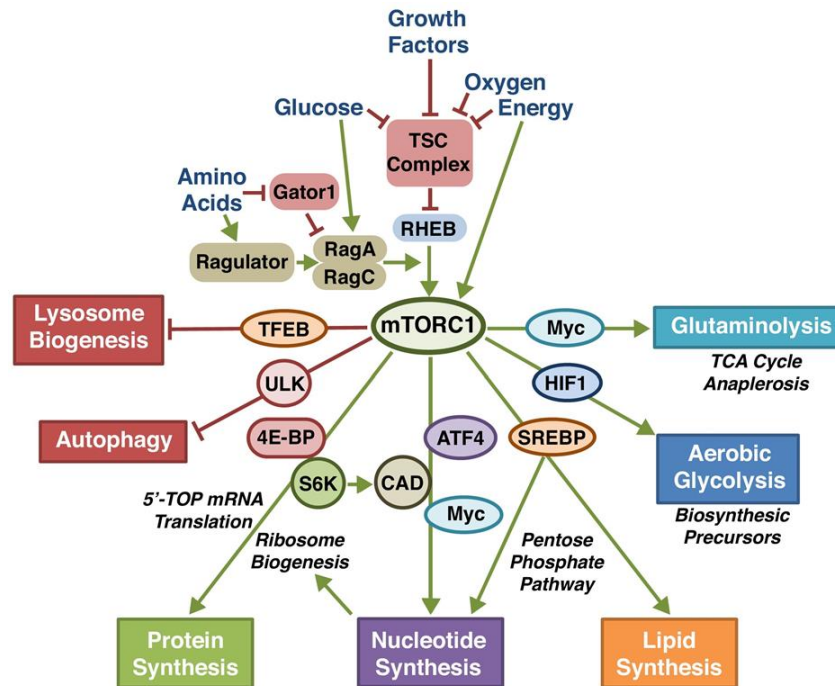 Growth
Factors
Oxygen
Energy
Glucose
TSC
Complex
Amino
Acids
Gator1
RHEB
Ragulator
RagA
RagC
Lysosome
Biogenesis
TFEB
mTORC1
Myc
Glutaminolysis
TCA Cycle
Anaplerosis
ULK
HIF1
Autophagy
4E-BP
ATF4
SREBP
Aerobic
Glycolysis
S6K
CAD
5'-TOP mRNA
Translation
Myc
Biosynthesic
Precursors
Ribosome
Biogenesis
Pentose
Phosphate
Pathway
Protein
Synthesis
Nucleotide
Synthesis
Lipid
Synthesis